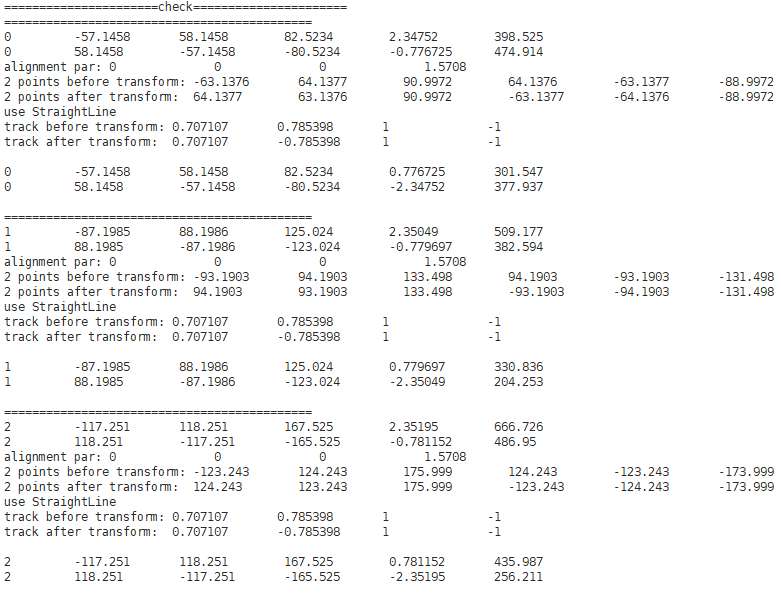 ======================check======================
============================================
0 -57.1458 58.1458 82.5234 2.34752 398.525
0 58.1458 -57.1458 -80.5234 -0.776725 474.914
alignment par: 0 0 0 1.5708
2 points before transform: -63.1376 64.1377 90.9972 64.1376 -63.1377 -88.9972
2 points after transform: 64.1377 63.1376 90.9972 -63.1377 -64.1376 -88.9972
use StraightLine
track before transform: 0.707107 0.785398 1 -1
track after transform: 0.707107 -0.785398 1 -1
0 -57.1458 58.1458 82.5234 0.776725 301.547
0 58.1458 -57.1458 -80.5234 -2.34752 377.937
============================================
1 -87.1985 88.1986 125.024 2.35049 509.177
1 88.1985 -87.1986 -123.024 -0.779697 382.594
alignment par: 0 0 0 1.5708
2 points before transform: -93.1903 94.1903 133.498 94.1903 -93.1903 -131.498
2 points after transform: 94.1903 93.1903 133.498 -93.1903 -94.1903 -131.498
use StraightLine
track before transform: 0.707107 0.785398 1 -1
track after transform: 0.707107 -0.785398 1 -1
1 -87.1985 88.1986 125.024 0.779697 330.836
1 88.1985 -87.1986 -123.024 -2.35049 204.253
============================================
2 -117.251 118.251 167.525 2.35195 666.726
2 118.251 -117.251 -165.525 -0.781152 486.95
alignment par: 0 0 0 1.5708
2 points before transform: -123.243 124.243 175.999 124.243 -123.243 -173.999
2 points after transform: 124.243 123.243 175.999 -123.243 -124.243 -173.999
use StraightLine
track before transform: 0.707107 0.785398 1 -1
track after transform: 0.707107 -0.785398 1 -1
2 -117.251 118.251 167.525 0.781152 435.987
2 118.251 -117.251 -165.525 -2.35195 256.211